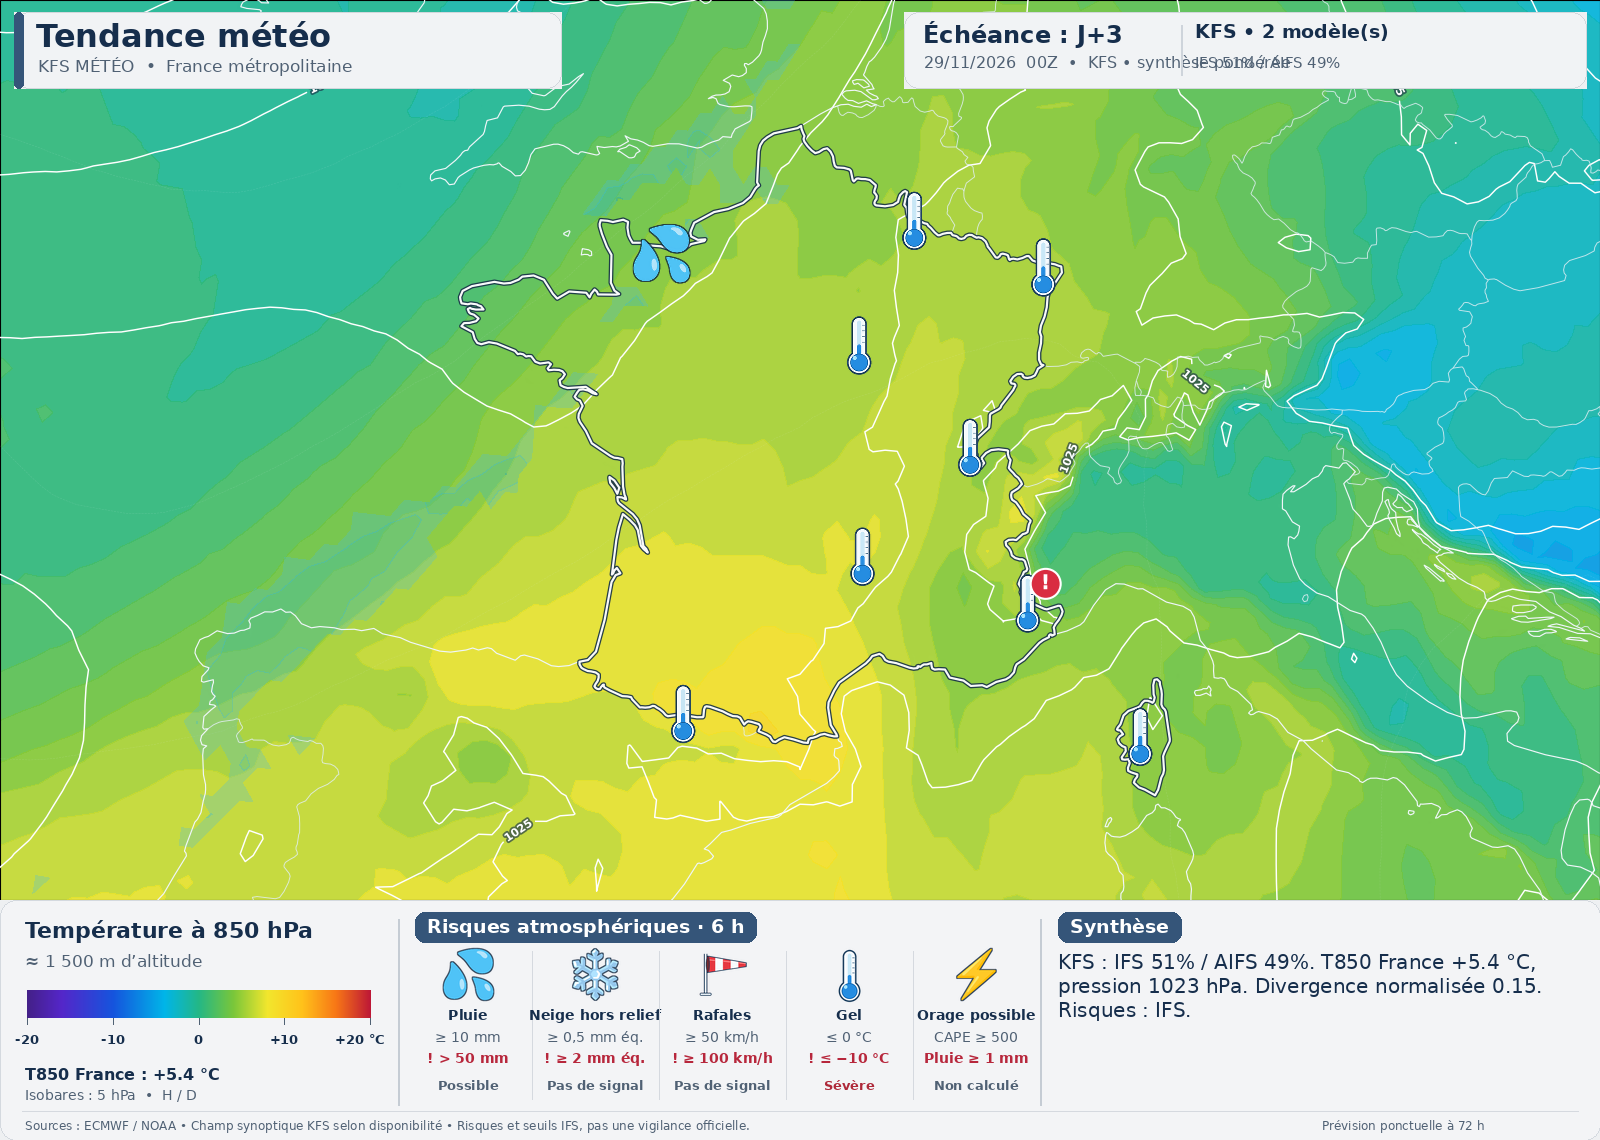 Tendance météo
KFS MÉTÉO • France métropolitaine
Échéance : J+3
29/11/2026 00Z • KFS • synthèse pondérée
KFS • 2 modèle(s)
IFS 51% / AIFS 49%
1025
1025
1025
!
Température à 850 hPa
≈ 1 500 m d’altitude
-20 -10 0 +10 +20 °C
T850 France : +5.4 °C
Isobares : 5 hPa • H / D
Risques atmosphériques · 6 h
Pluie
≥ 10 mm
! > 50 mm
Possible
Neige hors relief
≥ 0,5 mm éq.
! ≥ 2 mm éq.
Pas de signal
Rafales
≥ 50 km/h
! ≥ 100 km/h
Pas de signal
Gel
≤ 0 °C
! ≤ −10 °C
Sévère
Orage possible
CAPE ≥ 500
Pluie ≥ 1 mm
Non calculé
Synthèse
KFS : IFS 51% / AIFS 49%. T850 France +5.4 °C,
pression 1023 hPa. Divergence normalisée 0.15.
Risques : IFS.
Sources : ECMWF / NOAA • Champ synoptique KFS selon disponibilité • Risques et seuils IFS, pas une vigilance officielle.
Prévision ponctuelle à 72 h